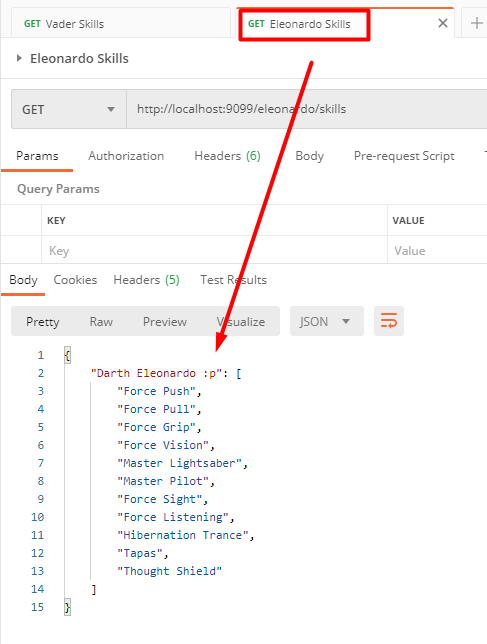 GET Vader Skills GET Eleonardo Skills
Eleonardo Skills
GET http://localhost:9099/eleonardo/skills
Params Authorization Headers (6) Body Pre-request Script
Query Params
KEY VALUE
Key Value
Body Cookies Headers (5) Test Results
Pretty Raw Preview Visualize JSON
1 {
2 "Darth Eleonardo :p": [
3 "Force Push",
4 "Force Pull",
5 "Force Grip",
6 "Force Vision",
7 "Master Lightsaber",
8 "Master Pilot",
9 "Force Sight",
10 "Force Listening",
11 "Hibernation Trance",
12 "Tapas",
13 "Thought Shield"
14 ]
15 }